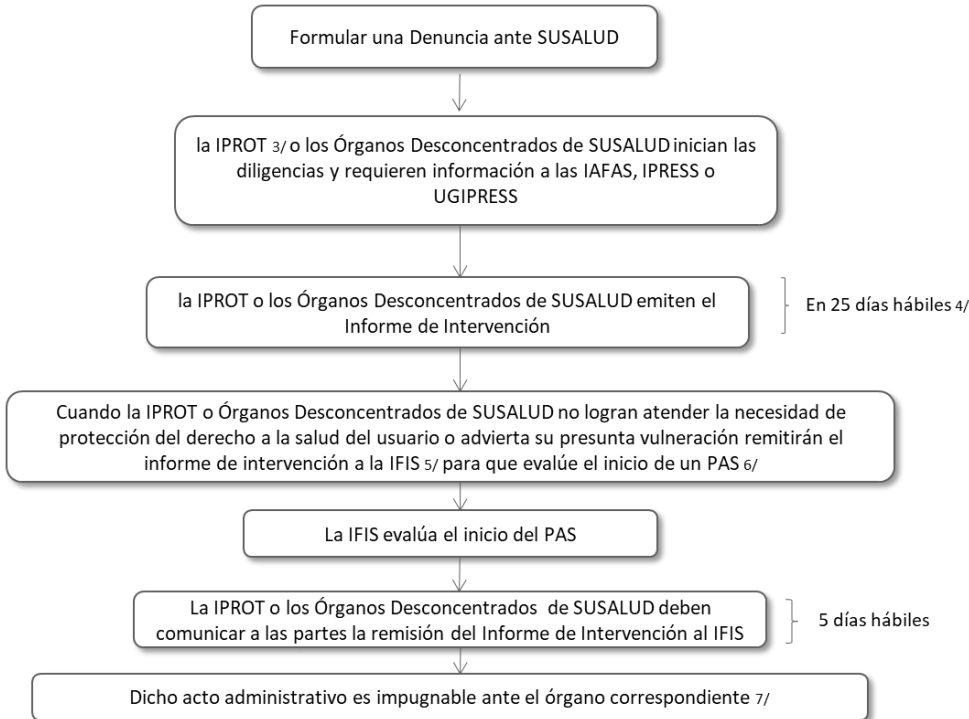 Formular una Denuncia ante SUSALUD
la IPROT 3/ o los Órganos Desconcentrados de SUSALUD inician las
diligencias y requieren información a las IAFAS, IPRESS o
UGIPRESS
la IPROT o los Órganos Desconcentrados de SUSALUD emiten el
Informe de Intervención
En 25 días hábiles 4/
Cuando la IPROT o Órganos Desconcentrados de SUSALUD no logran atender la necesidad de
protección del derecho a la salud del usuario o advierta su presunta vulneración remitirán el
informe de intervención a la IFIS 5/ para que evalúe el inicio de un PAS 6/
La IFIS evalúa el inicio del PAS
La IPROT o los Órganos Desconcentrados de SUSALUD deben
comunicar a las partes la remisión del Informe de Intervención al IFIS
5 días hábiles
Dicho acto administrativo es impugnable ante el órgano correspondiente 7/